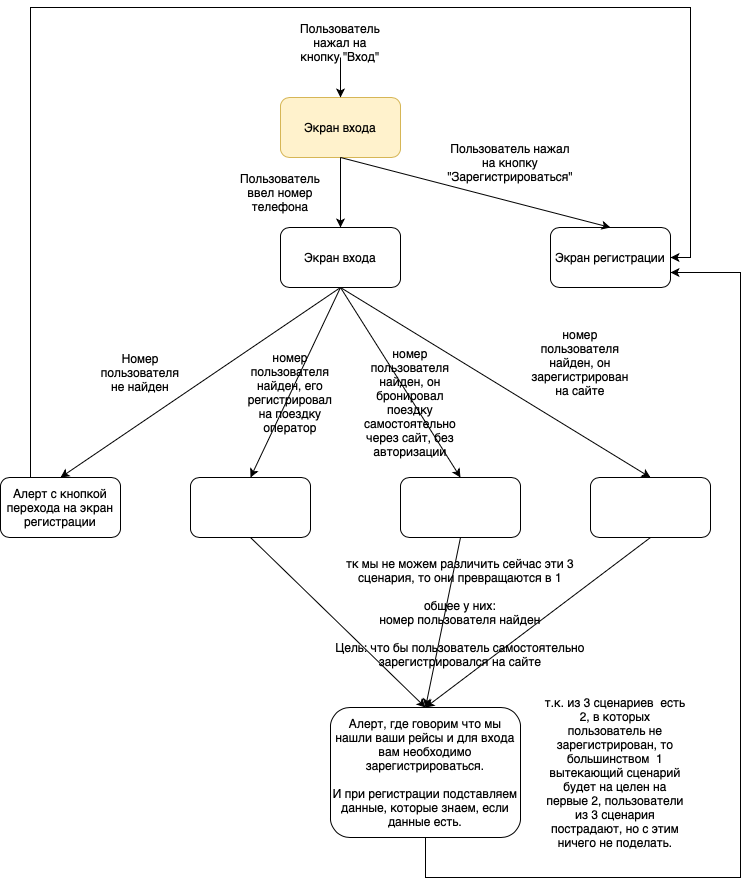 Пользователь
нажал на
кнопку "Вход"
Экран входа
Пользователь нажал
на кнопку
"Зарегистрироваться"
Пользователь
ввел номер
телефона
Экран входа
Экран регистрации
Номер
пользователя
не найден
номер
пользователя
найден, его
регистрировал
на поездку
оператор
номер
пользователя
найден, он
бронировал
поездку
самостоятельно
через сайт, без
авторизации
номер
пользователя
найден, он
зарегистрирован
на сайте
Алерт с кнопкой
перехода на экран
регистрации
тк мы не можем различить сейчас эти 3
сценария, то они превращаются в 1
общее у них:
номер пользователя найден
Цель: что бы пользователь самостоятельно
зарегистрировался на сайте
Алерт, где говорим что мы
нашли ваши рейсы и для входа
вам необходимо
зарегистрироваться.
И при регистрации подставляем
данные, которые знаем, если
данные есть.
т.к. из 3 сценариев есть
2, в которых
пользователь не
зарегистрирован, то
большинством 1
вытекающий сценарий
будет на целен на
первые 2, пользователи
из 3 сценария
пострадают, но с этим
ничего не поделать.